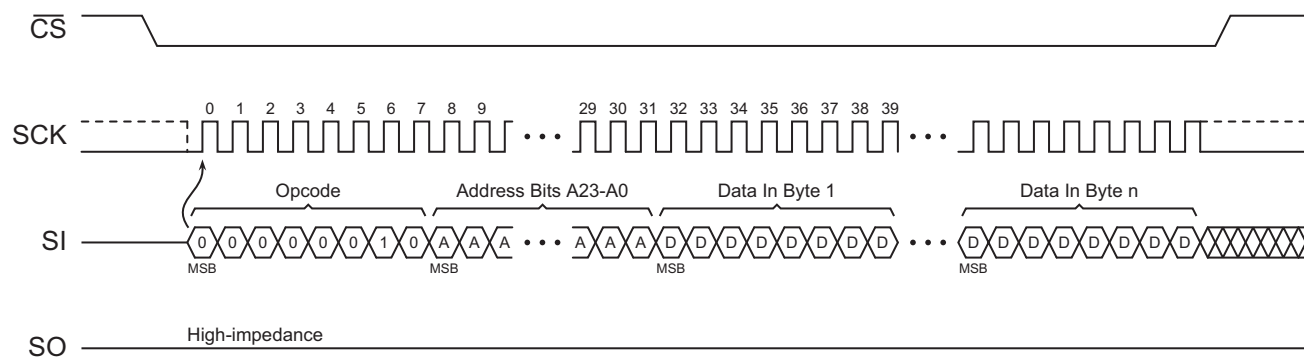 CS
0 1 2 3 4 5 6 7 8 9 29 30 31 32 33 34 35 36 37 38 39
SCK
Opcode Address Bits A23-A0 Data In Byte 1 Data In Byte n
SI 0 0 0 0 0 0 1 0 A A A A A A D D D D D D D D D D D D D D D D
MSB MSB MSB MSB
High-impedance
SO